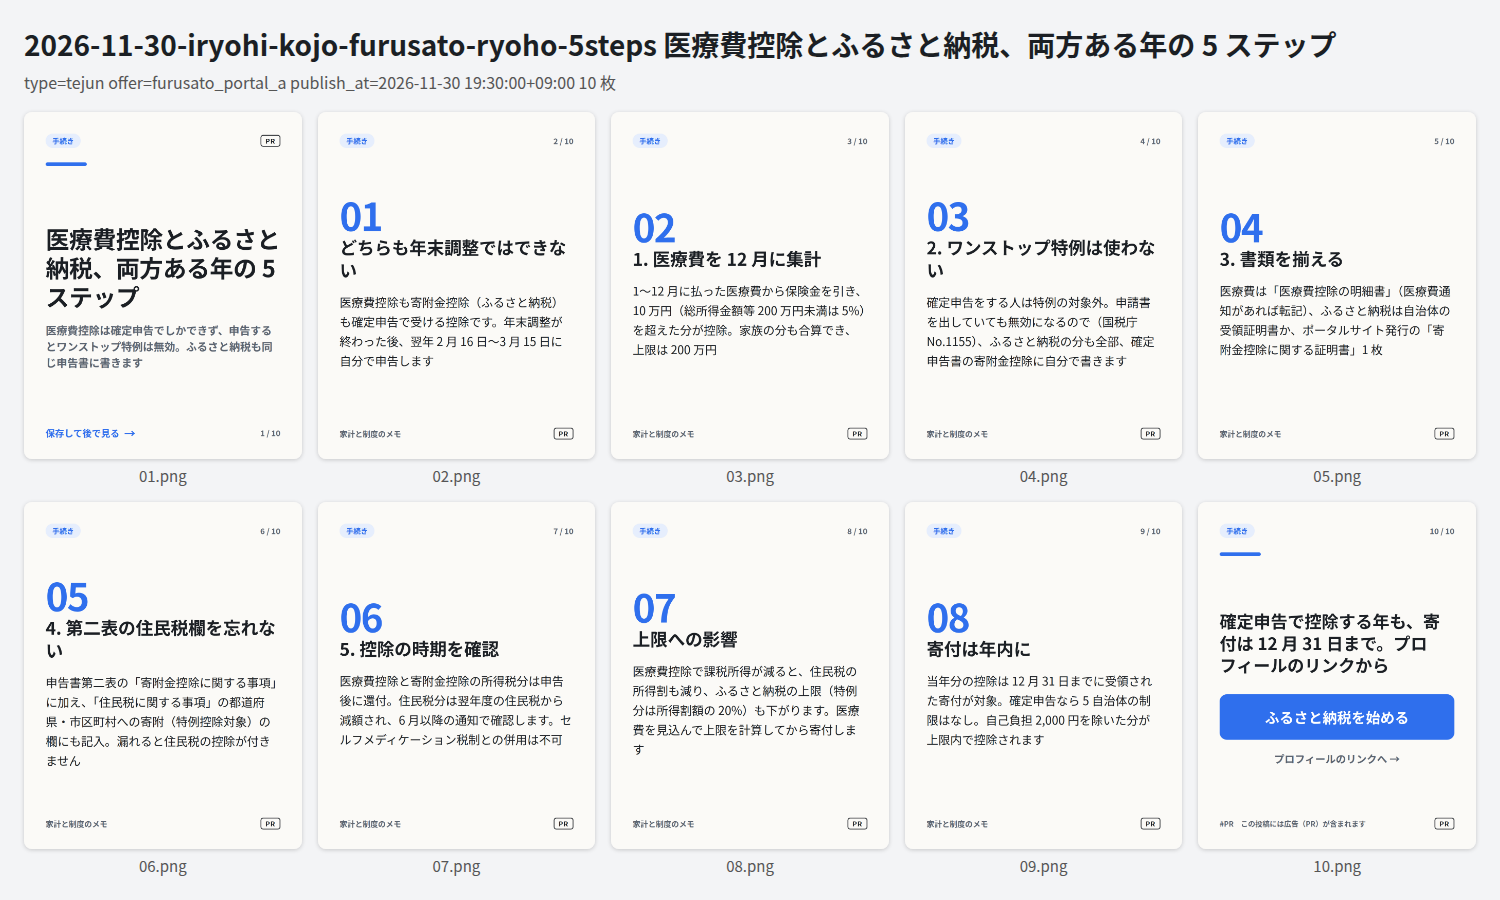 2026-11-30-iryohi-kojo-furusato-ryoho-5steps 医療費控除とふるさと納税、両方ある年の 5 ステップ
type=tejun offer=furusato_portal_a publish_at=2026-11-30 19:30:00+09:00 10 枚
手続き
PR
医療費控除とふるさと
納税、両方ある年の 5
ステップ
医療費控除は確定申告でしかできず、申告する
とワンストップ特例は無効。ふるさと納税も同
じ申告書に書きます
保存して後で見る →
1 / 10
01.png
手続き
2 / 10
01
どちらも年末調整ではできな
い
医療費控除も寄附金控除（ふるさと納税）
も確定申告で受ける控除です。年末調整が
終わった後、翌年 2 月 16 日〜3 月 15 日に
自分で申告します
家計と制度のメモ
PR
02.png
手続き
3 / 10
02
1. 医療費を 12 月に集計
1〜12 月に払った医療費から保険金を引き、
10 万円（総所得金額等 200 万円未満は 5%）
を超えた分が控除。家族の分も合算でき、
上限は 200 万円
家計と制度のメモ
PR
03.png
手続き
4 / 10
03
2. ワンストップ特例は使わな
い
確定申告をする人は特例の対象外。申請書
を出していても無効になるので（国税庁
No.1155）、ふるさと納税の分も全部、確定
申告書の寄附金控除に自分で書きます
家計と制度のメモ
PR
04.png
手続き
5 / 10
04
3. 書類を揃える
医療費は「医療費控除の明細書」（医療費通
知があれば転記）、ふるさと納税は自治体の
受領証明書か、ポータルサイト発行の「寄
附金控除に関する証明書」1 枚
家計と制度のメモ
PR
05.png
手続き
6 / 10
05
4. 第二表の住民税欄を忘れな
い
申告書第二表の「寄附金控除に関する事項」
に加え、「住民税に関する事項」の都道府
県・市区町村への寄附（特例控除対象）の
欄にも記入。漏れると住民税の控除が付き
ません
家計と制度のメモ
PR
06.png
手続き
7 / 10
06
5. 控除の時期を確認
医療費控除と寄附金控除の所得税分は申告
後に還付。住民税分は翌年度の住民税から
減額され、6 月以降の通知で確認します。セ
ルフメディケーション税制との併用は不可
家計と制度のメモ
PR
07.png
手続き
8 / 10
07
上限への影響
医療費控除で課税所得が減ると、住民税の
所得割も減り、ふるさと納税の上限（特例
分は所得割額の 20%）も下がります。医療
費を見込んで上限を計算してから寄付しま
す
家計と制度のメモ
PR
08.png
手続き
9 / 10
08
寄付は年内に
当年分の控除は 12 月 31 日までに受領され
た寄付が対象。確定申告なら 5 自治体の制
限はなし。自己負担 2,000 円を除いた分が
上限内で控除されます
家計と制度のメモ
PR
09.png
手続き
10 / 10
確定申告で控除する年も、寄
付は 12 月 31 日まで。プロ
フィールのリンクから
ふるさと納税を始める
プロフィールのリンクへ →
#PR この投稿には広告（PR）が含まれます
PR
10.png